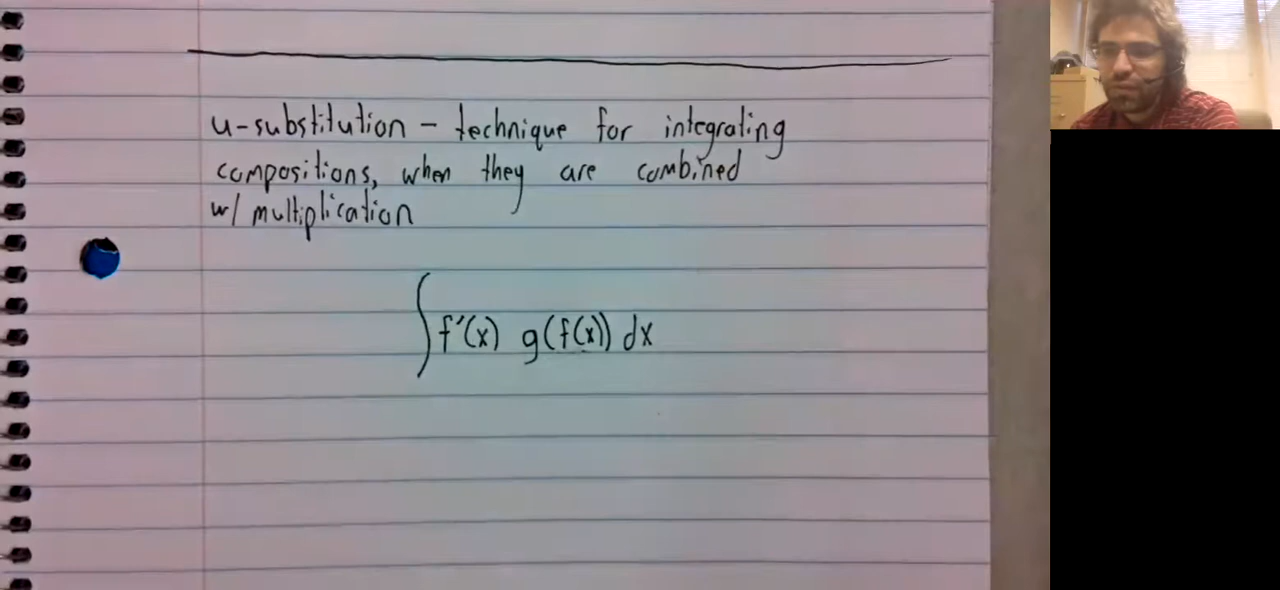 u-substitution - technique for integrating
compositions, when they are combined
w/ multiplication
∫ f'(x) g(f(x)) dx